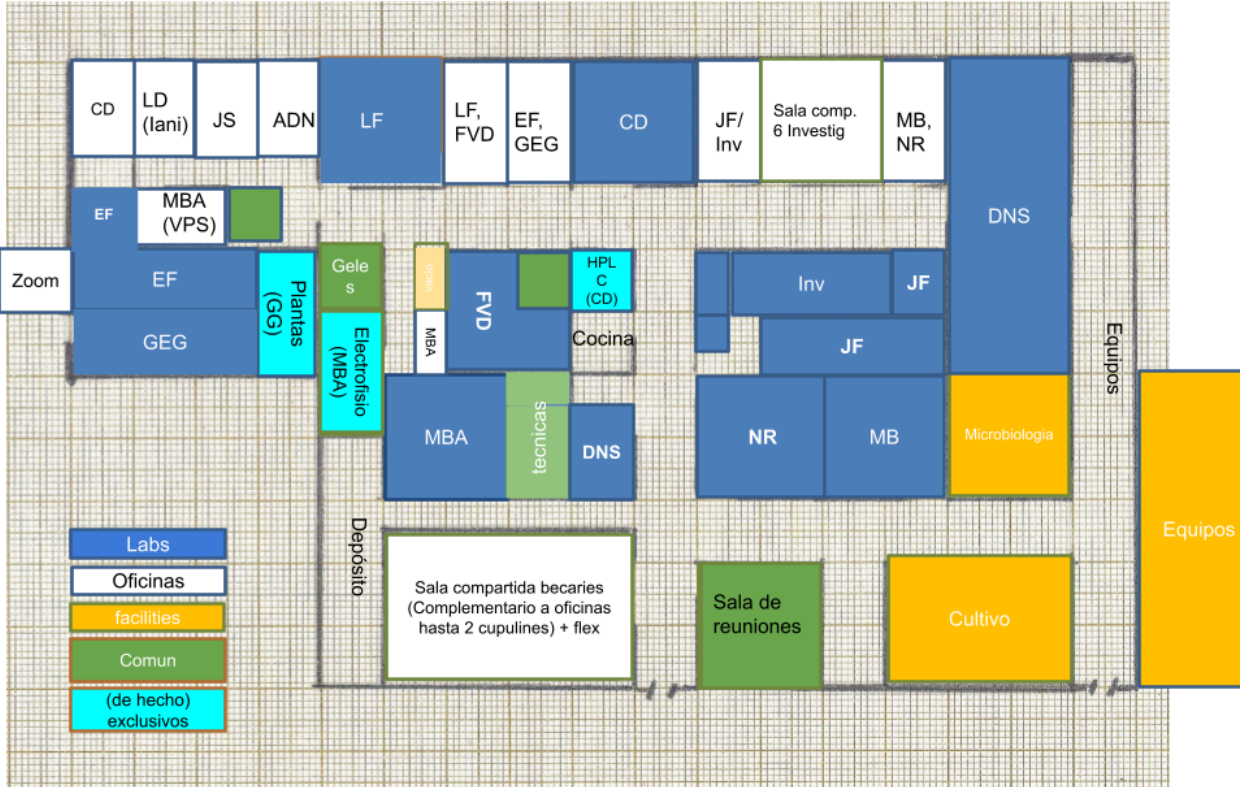 CD
LD
(Iani)
JS
ADN
LF
LF,
FVD
EF,
GEG
CD
JF/
Inv
Sala comp.
6 Investig
MB,
NR
DNS
EF
MBA
(VPS)
Zoom
EF
Plantas
(GG)
Gele
s
FVD
HPL
C
(CD)
Inv
JF
GEG
Electrofisio
(MBA)
MBA
Cocina
JF
Equipos
MBA
tecnicas
DNS
NR
MB
Microbiologia
Equipos
Depósito
Labs
Oficinas
facilities
Comun
(de hecho)
exclusivos
Sala compartida becaries
(Complementario a oficinas
hasta 2 cupulines) + flex
Sala de
reuniones
Cultivo